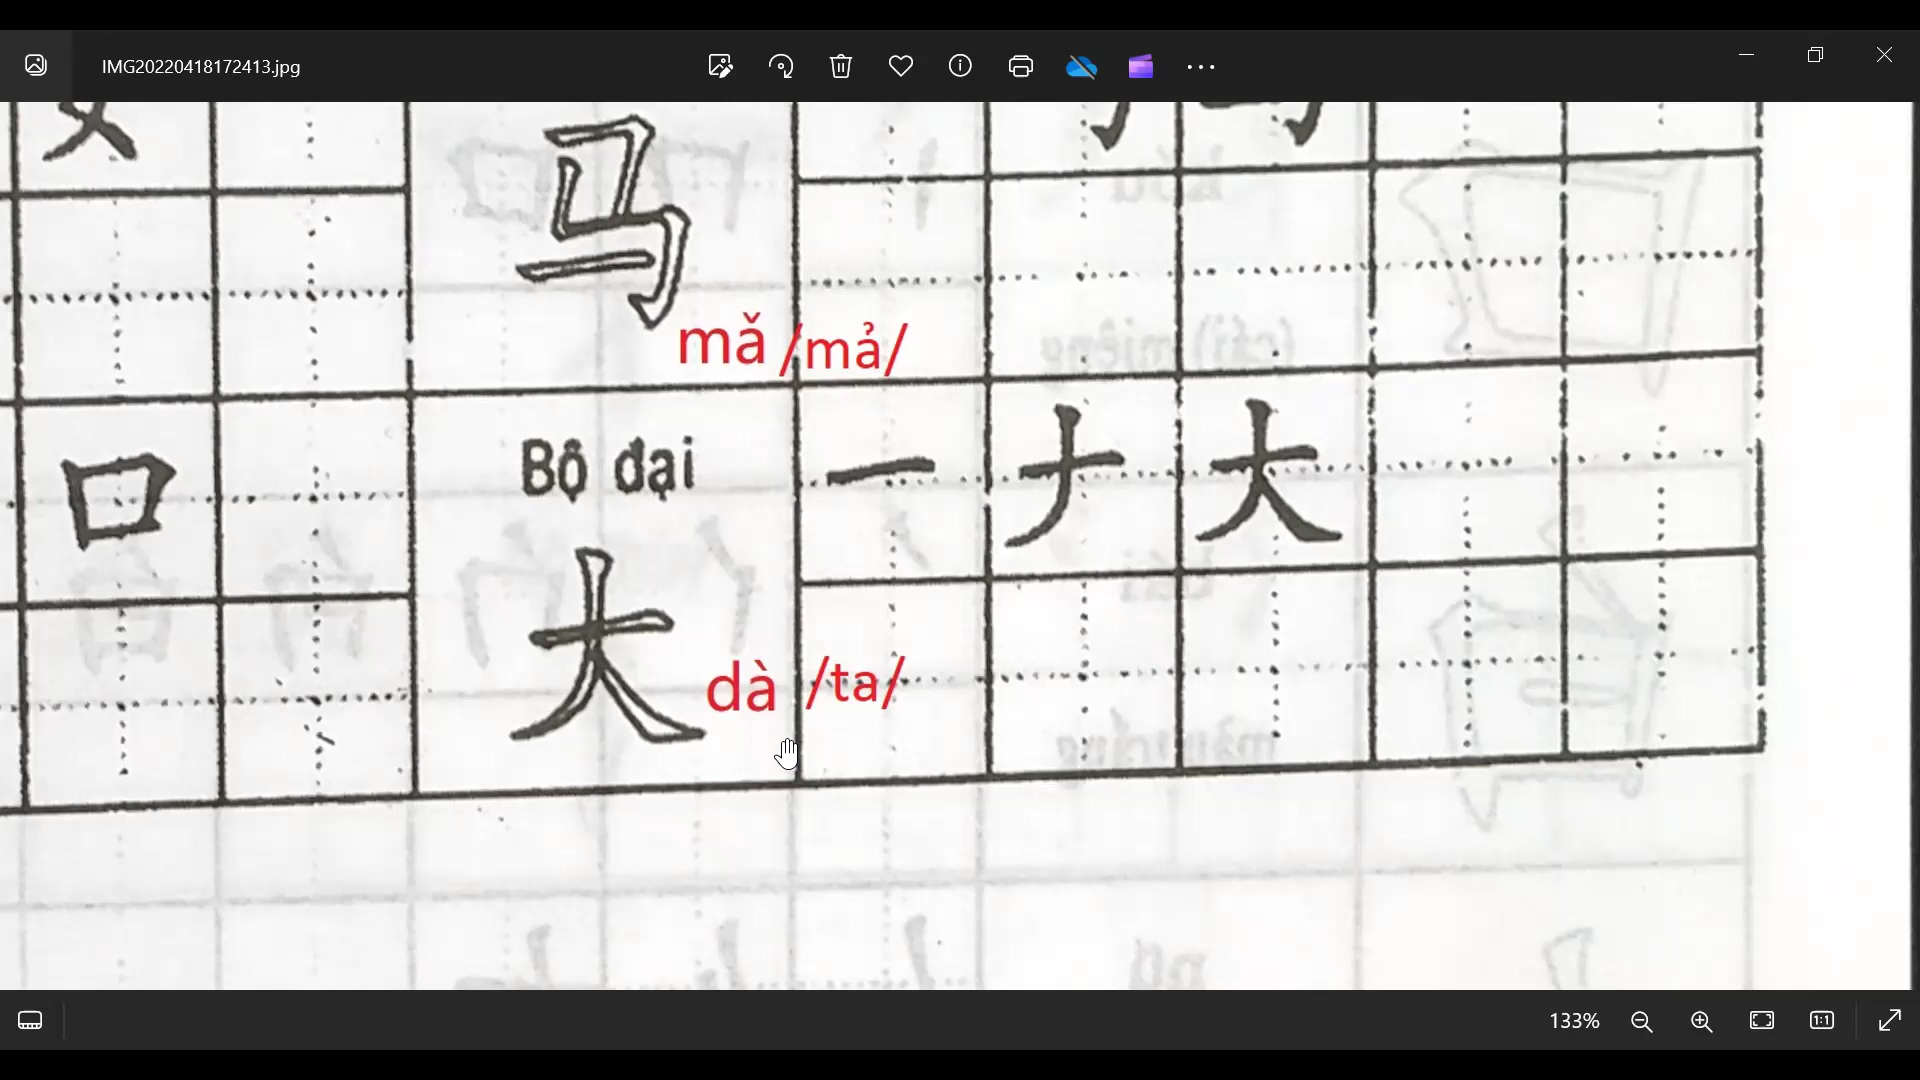 IMG20220418172413.jpg
马
mǎ /mả/
口
Bộ đại
一 ナ 大
大
dà /ta/
133%